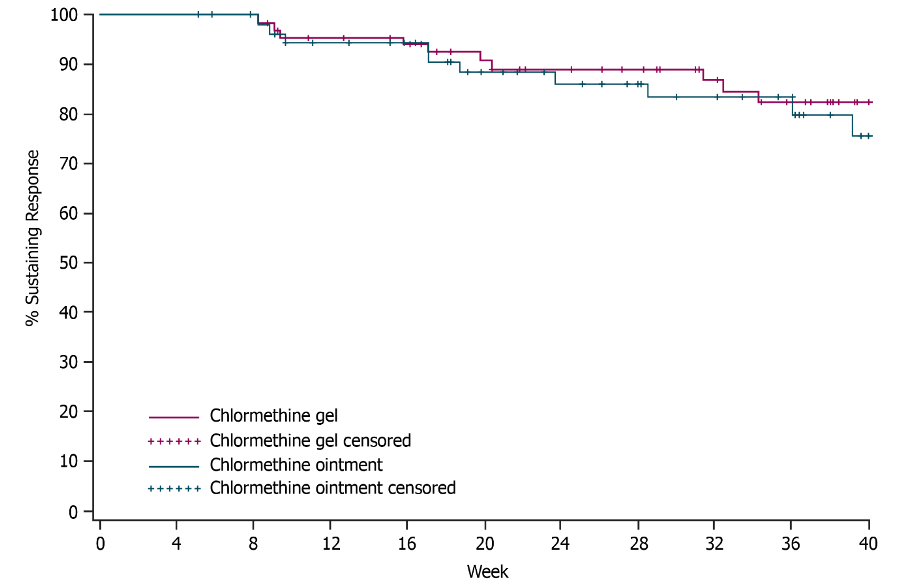 100
90
80
70
60
50
40
30
20
10
0
% Sustaining Response
Chlormethine gel
Chlormethine gel censored
Chlormethine ointment
Chlormethine ointment censored
0 4 8 12 16 20 24 28 32 36 40
Week